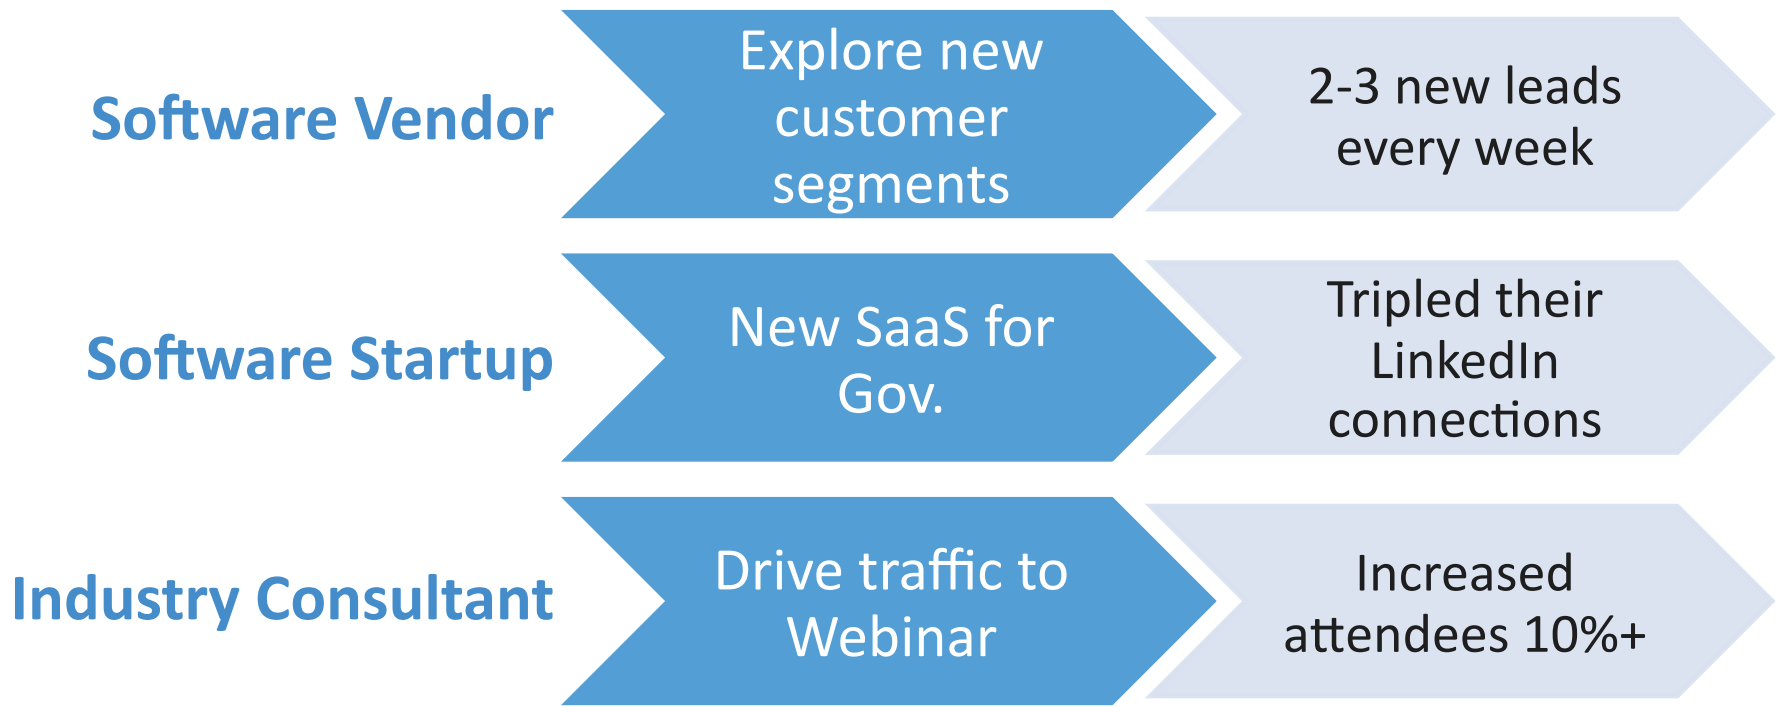 Software Vendor
Explore new
customer
segments
2-3 new leads
every week
Software Startup
New SaaS for
Gov.
Tripled their
LinkedIn
connections
Industry Consultant
Drive traffic to
Webinar
Increased
attendees 10%+